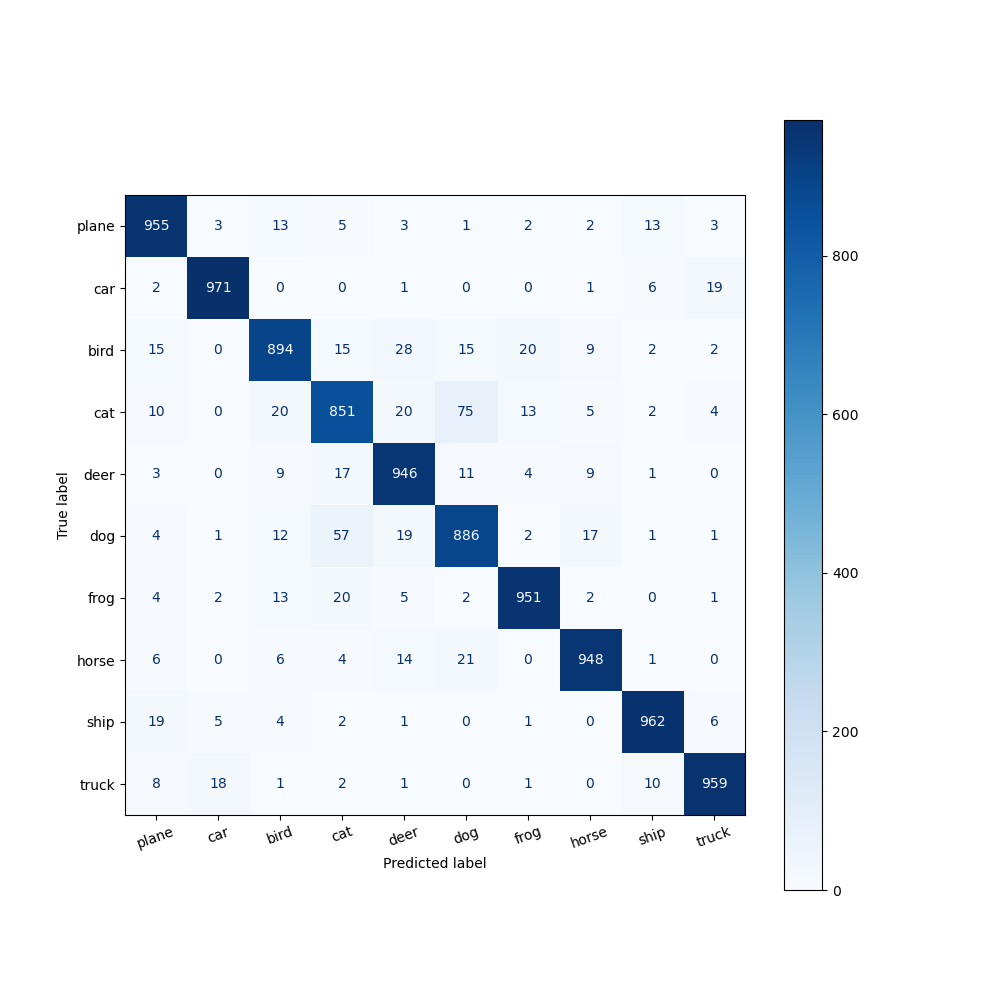 plane 955 3 13 5 3 1 2 2 13 3
car 2 971 0 0 1 0 0 1 6 19
bird 15 0 894 15 28 15 20 9 2 2
cat 10 0 20 851 20 75 13 5 2 4
deer 3 0 9 17 946 11 4 9 1 0
dog 4 1 12 57 19 886 2 17 1 1
frog 4 2 13 20 5 2 951 2 0 1
horse 6 0 6 4 14 21 0 948 1 0
ship 19 5 4 2 1 0 1 0 962 6
truck 8 18 1 2 1 0 1 0 10 959
plane car bird cat deer dog frog horse ship truck
Predicted label
True label
800
600
400
200
0